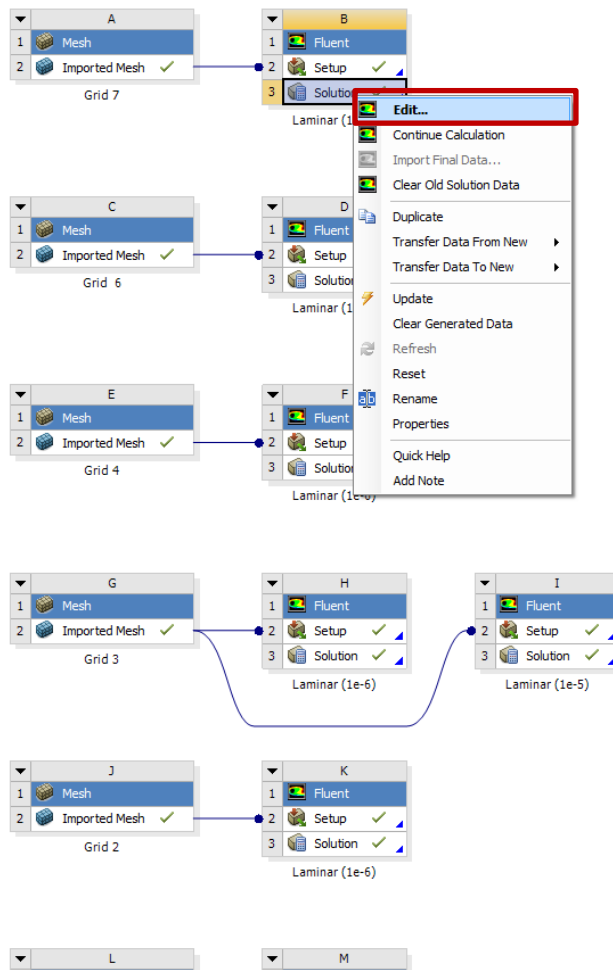 A B
1 Mesh 1 Fluent
2 Imported Mesh 2 Setup
3 Solution
Grid 7
Laminar (1
Edit...
Continue Calculation
Import Final Data...
Clear Old Solution Data
Duplicate
Transfer Data From New
Transfer Data To New
Update
Clear Generated Data
Refresh
Reset
Rename
Properties
Quick Help
Add Note
C D
1 Mesh 1 Fluent
2 Imported Mesh 2 Setup
3 Solution
Grid 6
Laminar (1
E F
1 Mesh 1 Fluent
2 Imported Mesh 2 Setup
3 Solution
Grid 4
Laminar (1e-6)
G H I
1 Mesh 1 Fluent 1 Fluent
2 Imported Mesh 2 Setup 2 Setup
3 Solution 3 Solution
Grid 3
Laminar (1e-6) Laminar (1e-5)
J K
1 Mesh 1 Fluent
2 Imported Mesh 2 Setup
3 Solution
Grid 2
Laminar (1e-6)
L M